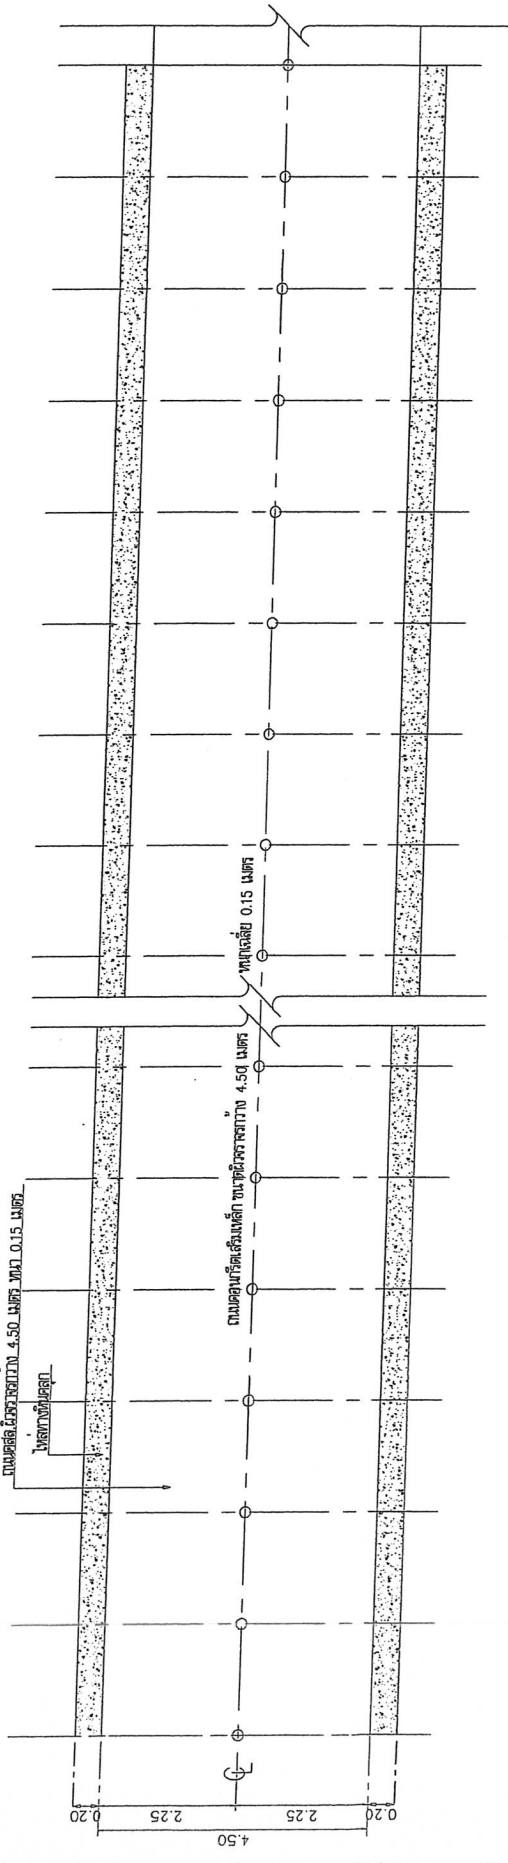 ถนนคสล.ผิวจราจรกว้าง 4.50 เมตร หนา 0.15 เมตร
ไหล่ทางหินคลุก
ถนนคอนกรีตเสริมเหล็ก ขนาดผิวจราจรกว้าง 4.50 เมตร
หนาเฉลี่ย 0.15 เมตร
0.20
2.25
4.50
2.25
0.20